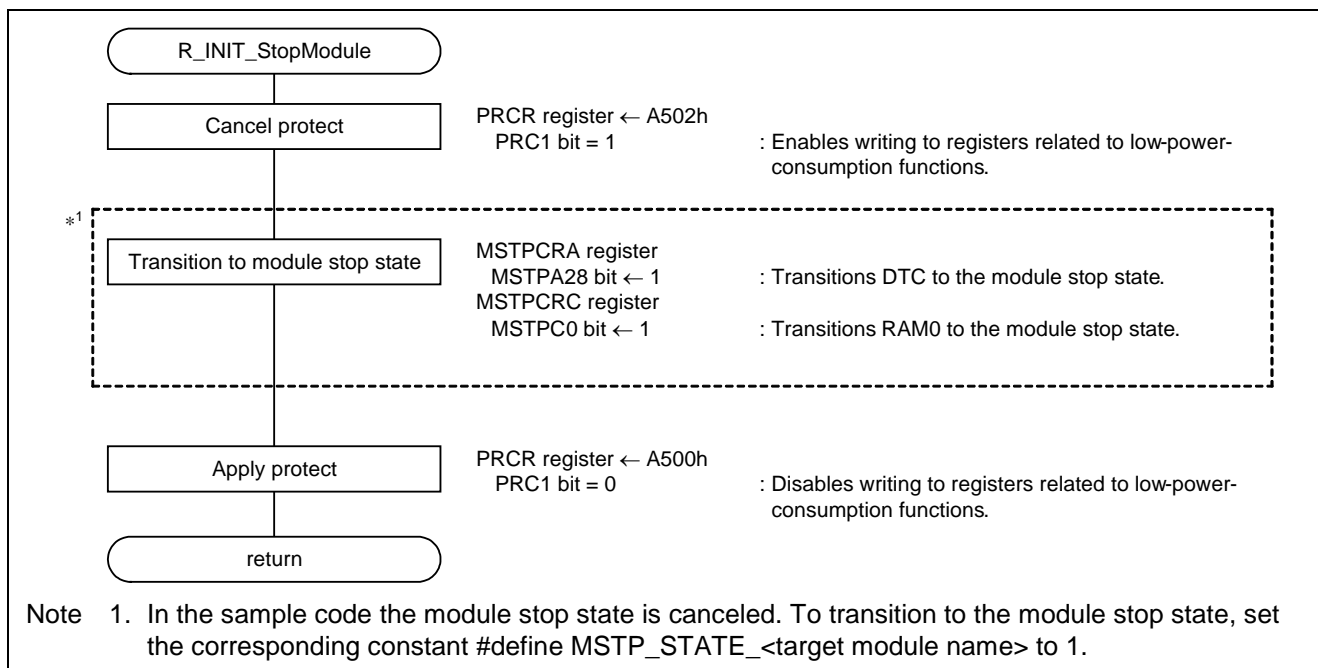 R_INIT_StopModule
Cancel protect
PRCR register ← A502h
PRC1 bit = 1 : Enables writing to registers related to low-power-
consumption functions.
*1
Transition to module stop state
MSTPCRA register
MSTPA28 bit ← 1 : Transitions DTC to the module stop state.
MSTPCRC register
MSTPC0 bit ← 1 : Transitions RAM0 to the module stop state.
Apply protect
PRCR register ← A500h
PRC1 bit = 0 : Disables writing to registers related to low-power-
consumption functions.
return
Note 1. In the sample code the module stop state is canceled. To transition to the module stop state, set
the corresponding constant #define MSTP_STATE_<target module name> to 1.